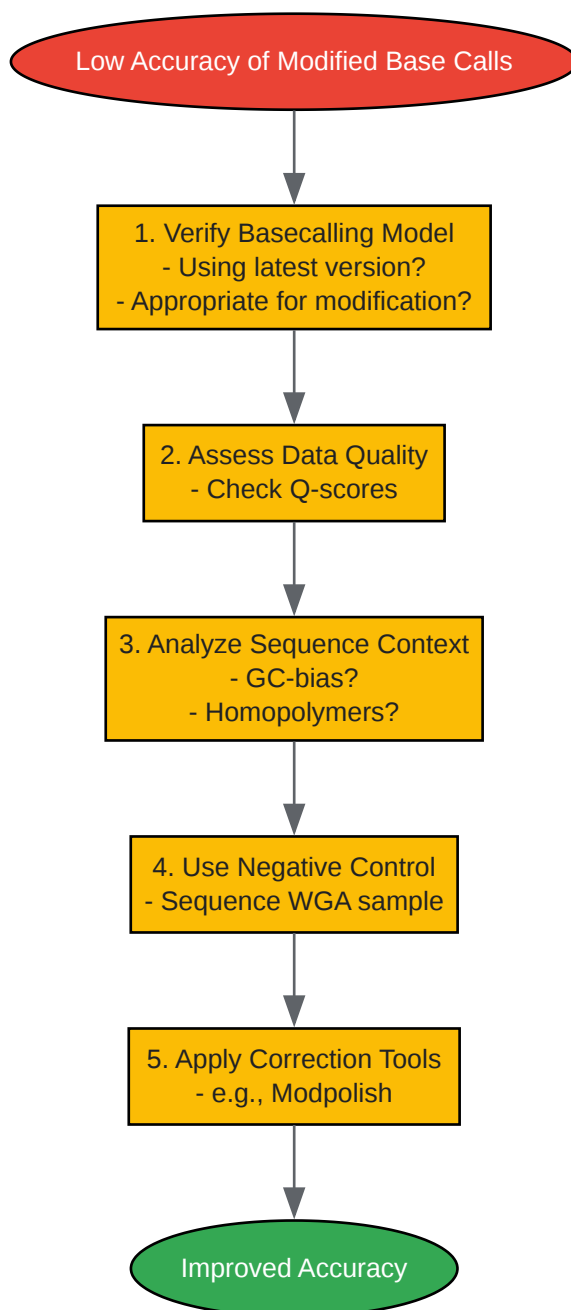 Low Accuracy of Modified Base Calls
1. Verify Basecalling Model
- Using latest version?
- Appropriate for modification?
2. Assess Data Quality
- Check Q-scores
3. Analyze Sequence Context
- GC-bias?
- Homopolymers?
4. Use Negative Control
- Sequence WGA sample
5. Apply Correction Tools
- e.g., Modpolish
Improved Accuracy